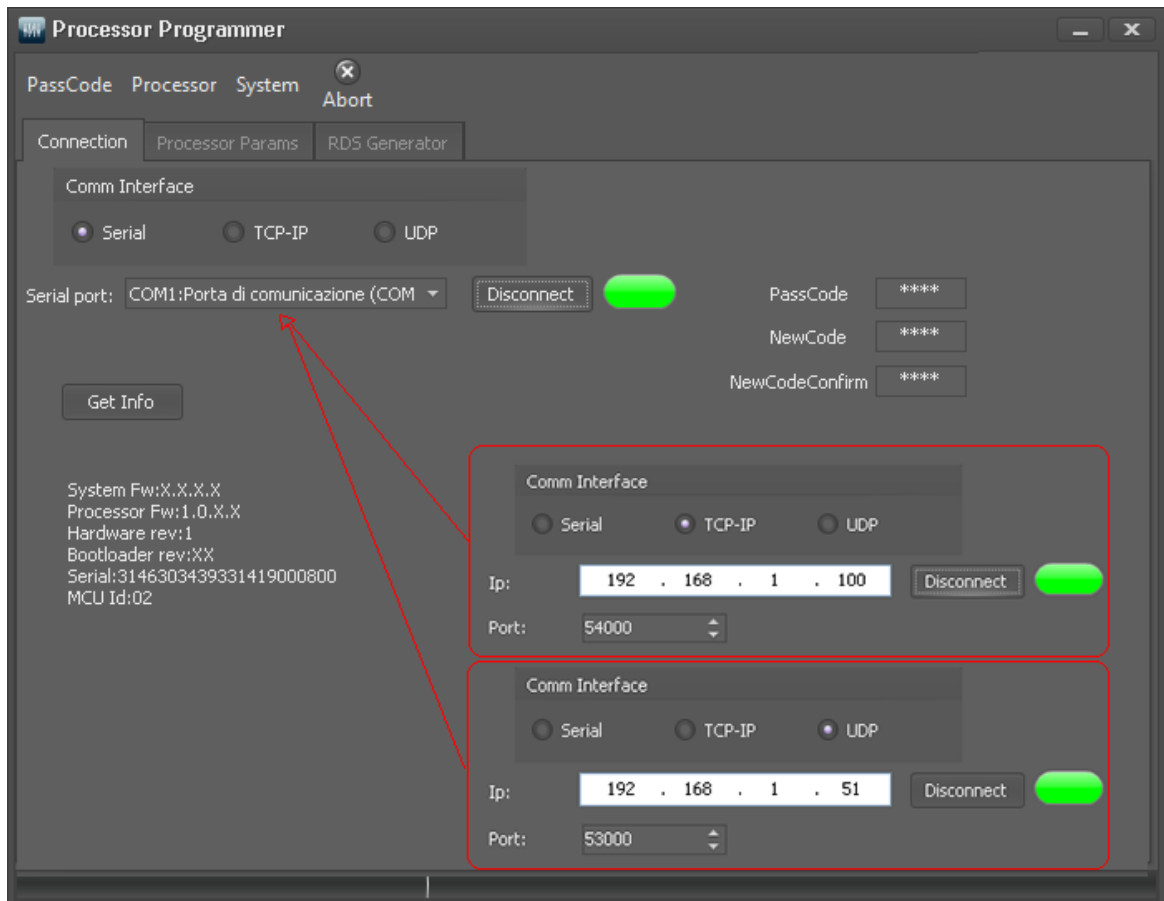 Processor Programmer
PassCode Processor System Abort
Connection Processor Params RDS Generator
Comm Interface
Serial TCP-IP UDP
Serial port: COM1:Porta di comunicazione (COM Disconnect
PassCode ****
NewCode ****
NewCodeConfirm ****
Get Info
System Fw:X.X.X.X
Processor Fw:1.0.X.X
Hardware rev:1
Bootloader rev:XX
Serial:3146303439331419000800
MCU Id:02
Comm Interface
Serial TCP-IP UDP
Ip: 192 . 168 . 1 . 100 Disconnect
Port: 54000
Comm Interface
Serial TCP-IP UDP
Ip: 192 . 168 . 1 . 51 Disconnect
Port: 53000